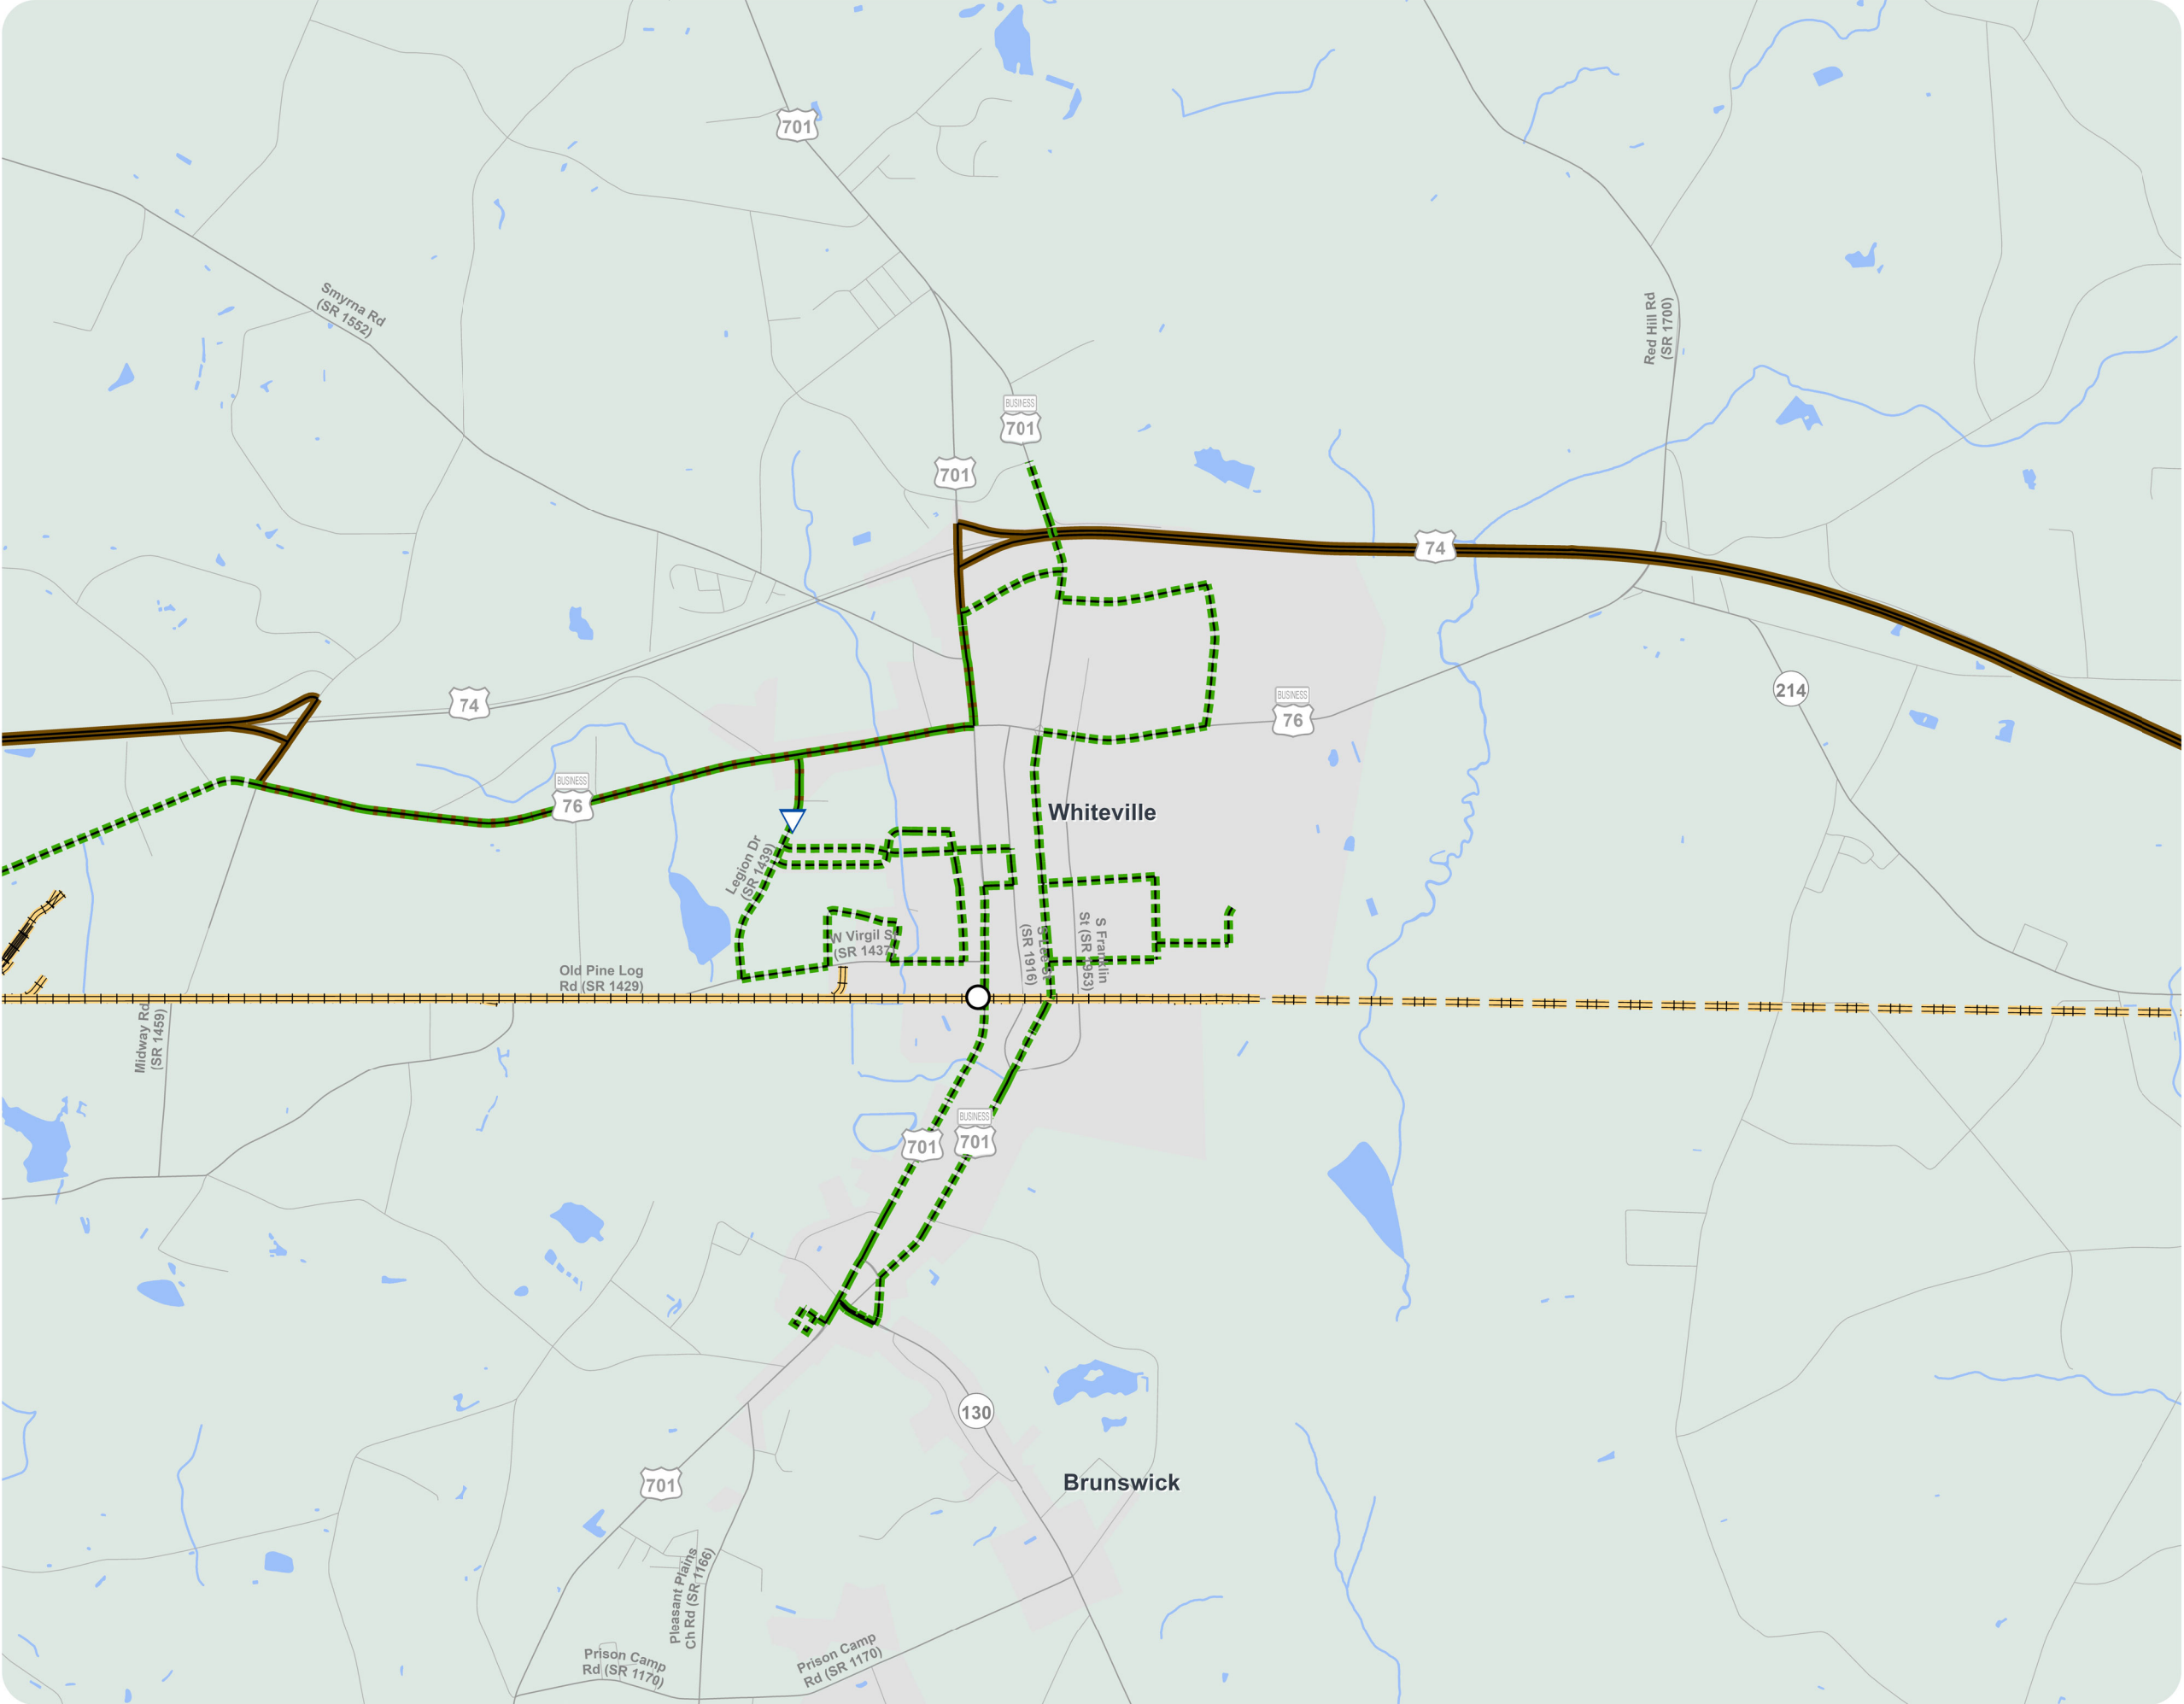 701
Smyrna Rd
(SR 1552)
Red Hill Rd
(SR 1700)
BUSINESS
701
701
74
74
214
BUSINESS
76
BUSINESS
76
Whiteville
Legion Dr
(SR 1439)
W Virgil St
(SR 1437)
S Lee St
(SR 1916)
S Franklin
St (SR 1953)
Old Pine Log
Rd (SR 1429)
Midway Rd
(SR 1459)
BUSINESS
701
701
130
701
Brunswick
Pleasant Plains
Ch Rd (SR 1166)
Prison Camp
Rd (SR 1170)
Prison Camp
Rd (SR 1170)